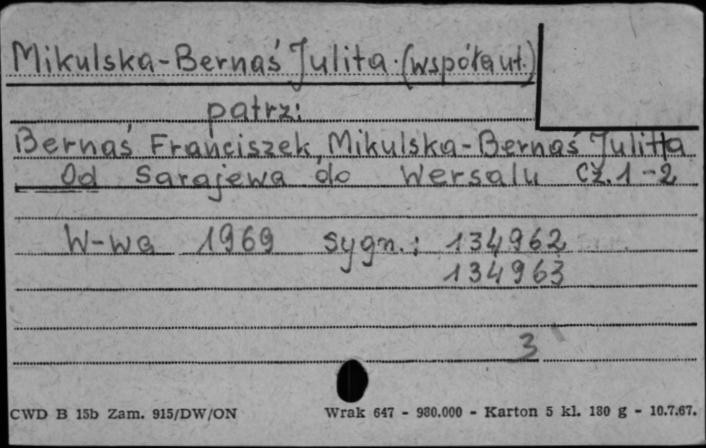 Mikulska-Bernaś Julita (współaut.)
patrz:
Bernaś Franciszek, Mikulska-Bernaś Julitta
Od Sarajewa do Wersalu Cz. 1-2
W-wa 1969 sygn.: 134962
134963
3
CWD B 15b Zam. 915/DW/ON Wrak 647 - 980.000 - Karton 5 kl. 180 g - 10.7.67.